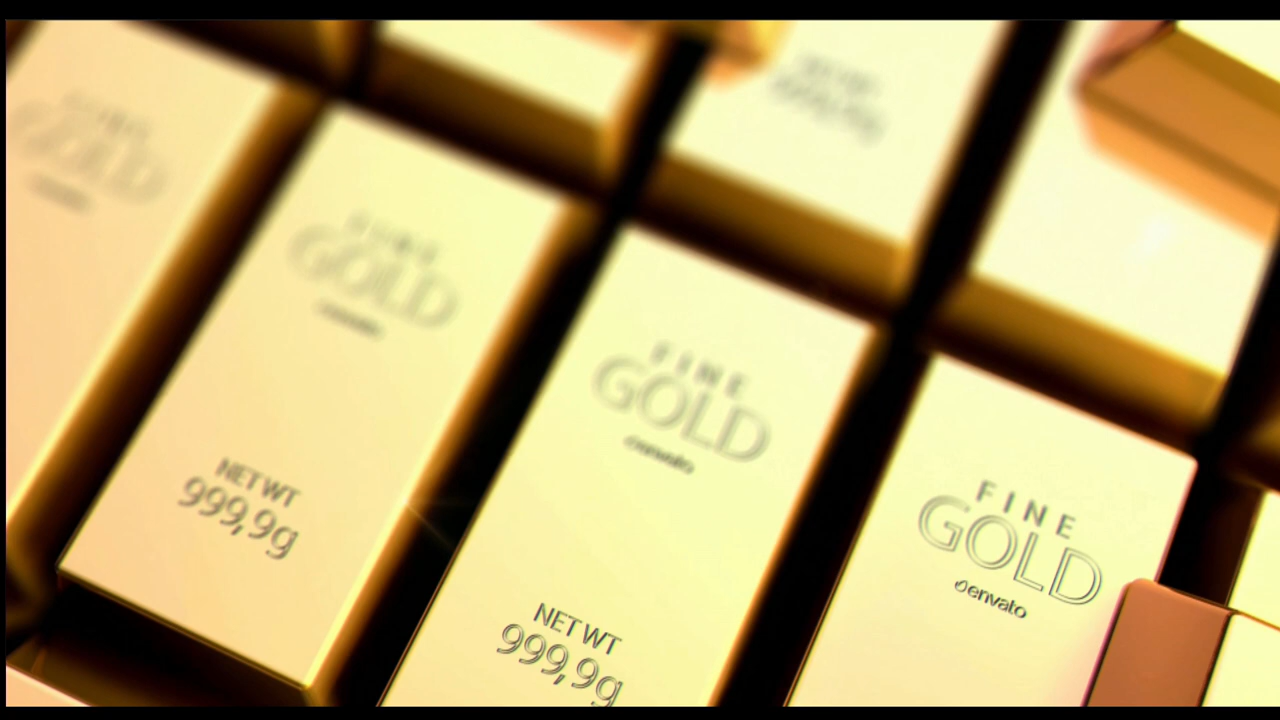 FINE
GOLD
envato
NET WT
999,9g
FINE
GOLD
envato
NET WT
999,9g
FINE
GOLD
envato